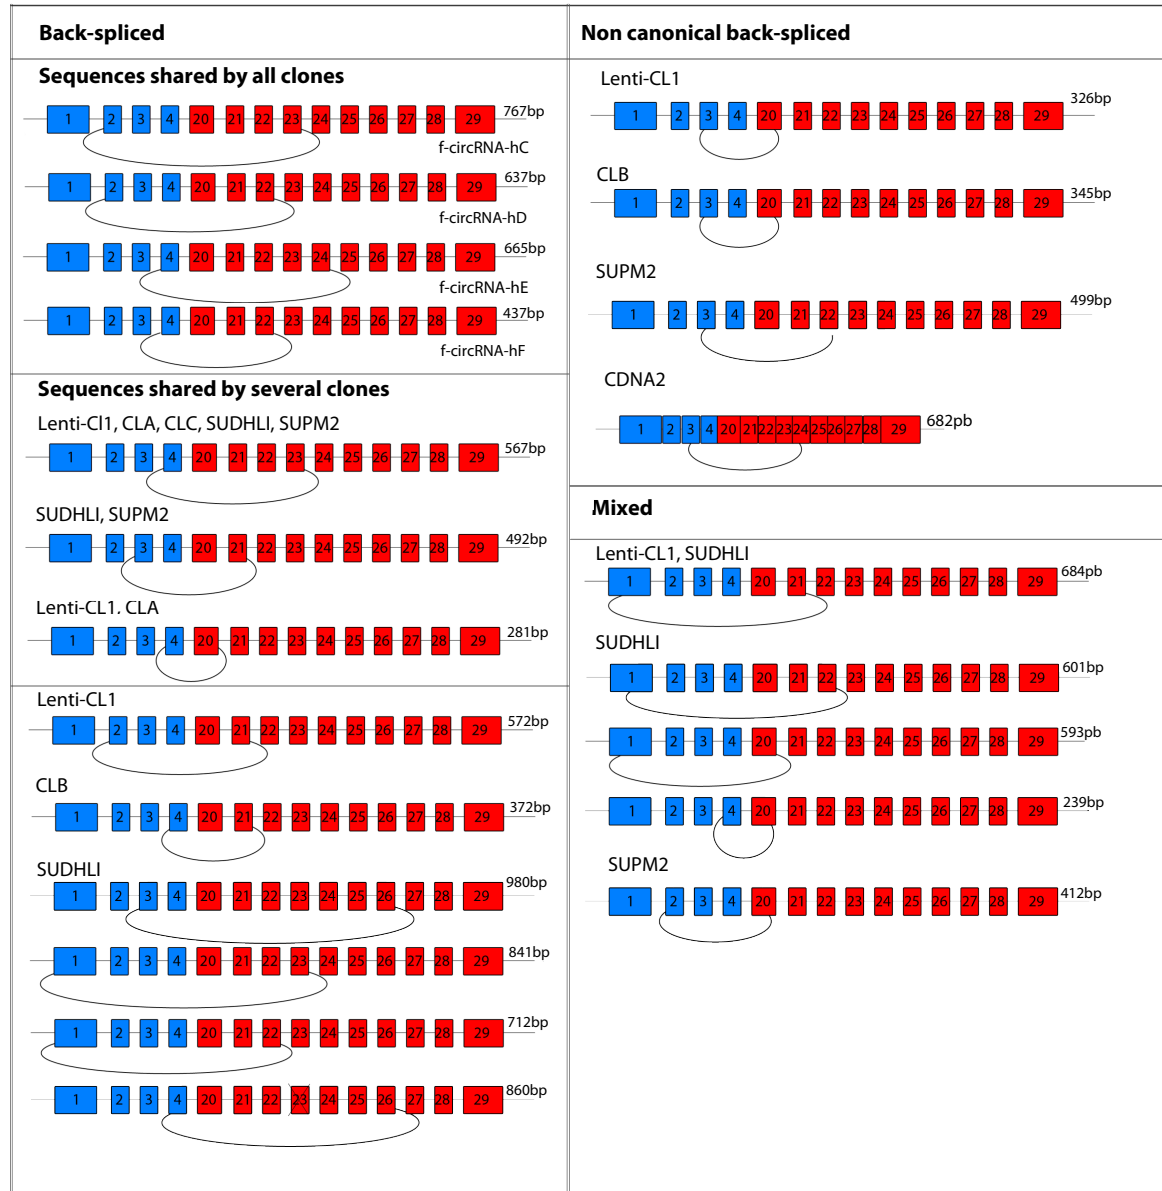 Back-spliced
Sequences shared by all clones
1 2 3 4 20 21 22 23 24 25 26 27 28 29 767bp
f-circRNA-hC
1 2 3 4 20 21 22 23 24 25 26 27 28 29 637bp
f-circRNA-hD
1 2 3 4 20 21 22 23 24 25 26 27 28 29 665bp
f-circRNA-hE
1 2 3 4 20 21 22 23 24 25 26 27 28 29 437bp
f-circRNA-hF
Sequences shared by several clones
Lenti-Cl1, CLA, CLC, SUDHLI, SUPM2
1 2 3 4 20 21 22 23 24 25 26 27 28 29 567bp
SUDHLI, SUPM2
1 2 3 4 20 21 22 23 24 25 26 27 28 29 492bp
Lenti-CL1. CLA
1 2 3 4 20 21 22 23 24 25 26 27 28 29 281bp
Lenti-CL1
1 2 3 4 20 21 22 23 24 25 26 27 28 29 572bp
CLB
1 2 3 4 20 21 22 23 24 25 26 27 28 29 372bp
SUDHLI
1 2 3 4 20 21 22 23 24 25 26 27 28 29 980bp
1 2 3 4 20 21 22 23 24 25 26 27 28 29 841bp
1 2 3 4 20 21 22 23 24 25 26 27 28 29 712bp
1 2 3 4 20 21 22 23 24 25 26 27 28 29 860bp
Non canonical back-spliced
Lenti-CL1
1 2 3 4 20 21 22 23 24 25 26 27 28 29 326bp
CLB
1 2 3 4 20 21 22 23 24 25 26 27 28 29 345bp
SUPM2
1 2 3 4 20 21 22 23 24 25 26 27 28 29 499bp
CDNA2
1 2 3 4 20 21 22 23 24 25 26 27 28 29 682pb
Mixed
Lenti-CL1, SUDHLI
1 2 3 4 20 21 22 23 24 25 26 27 28 29 684pb
SUDHLI
1 2 3 4 20 21 22 23 24 25 26 27 28 29 601bp
1 2 3 4 20 21 22 23 24 25 26 27 28 29 593pb
1 2 3 4 20 21 22 23 24 25 26 27 28 29 239bp
SUPM2
1 2 3 4 20 21 22 23 24 25 26 27 28 29 412bp